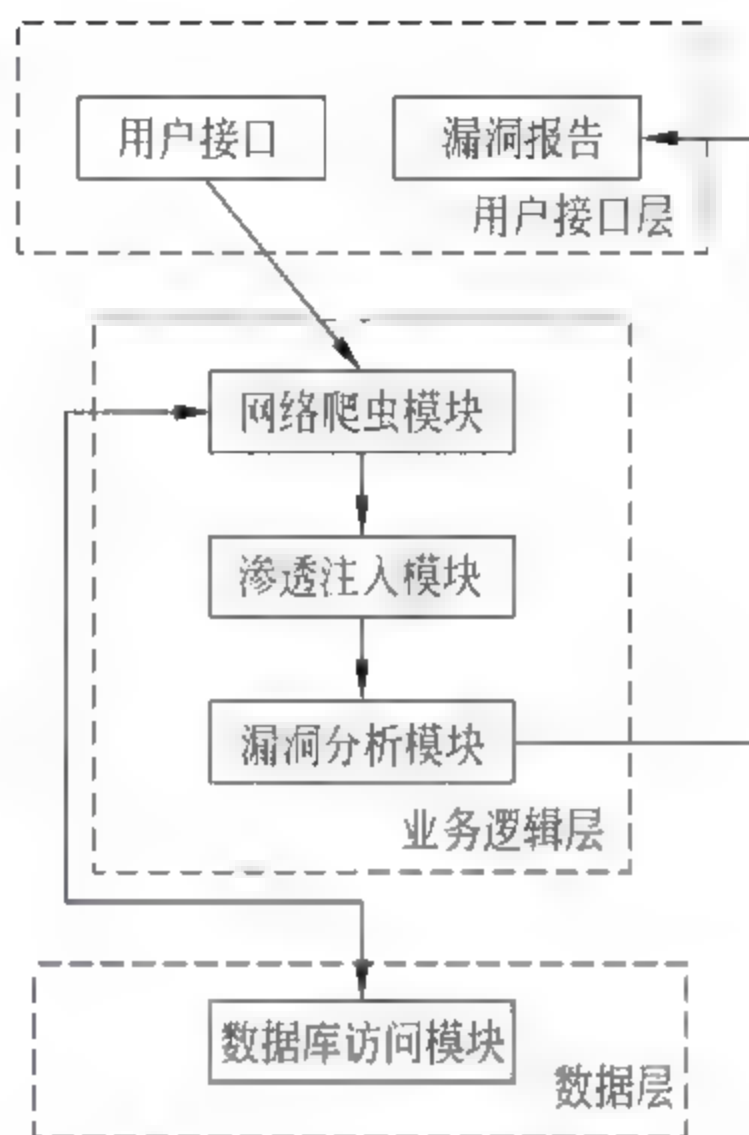 用户接口
漏洞报告
用户接口层
网络爬虫模块
渗透注入模块
漏洞分析模块
业务逻辑层
数据库访问模块
数据层